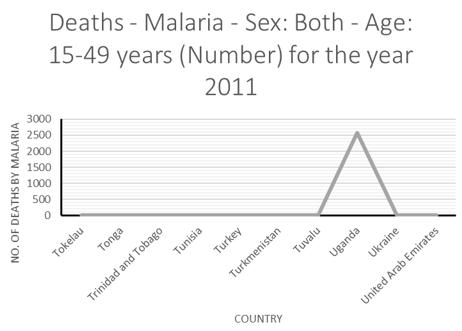 Deaths - Malaria - Sex: Both - Age:
15-49 years (Number) for the year
2011
NO. OF DEATHS BY MALARIA
3000
2500
2000
1500
1000
500
0
Tokelau
Tonga
Trinidad and Tobago
Tunisia
Turkey
Turkmenistan
Tuvalu
Uganda
Ukraine
United Arab Emirates
COUNTRY